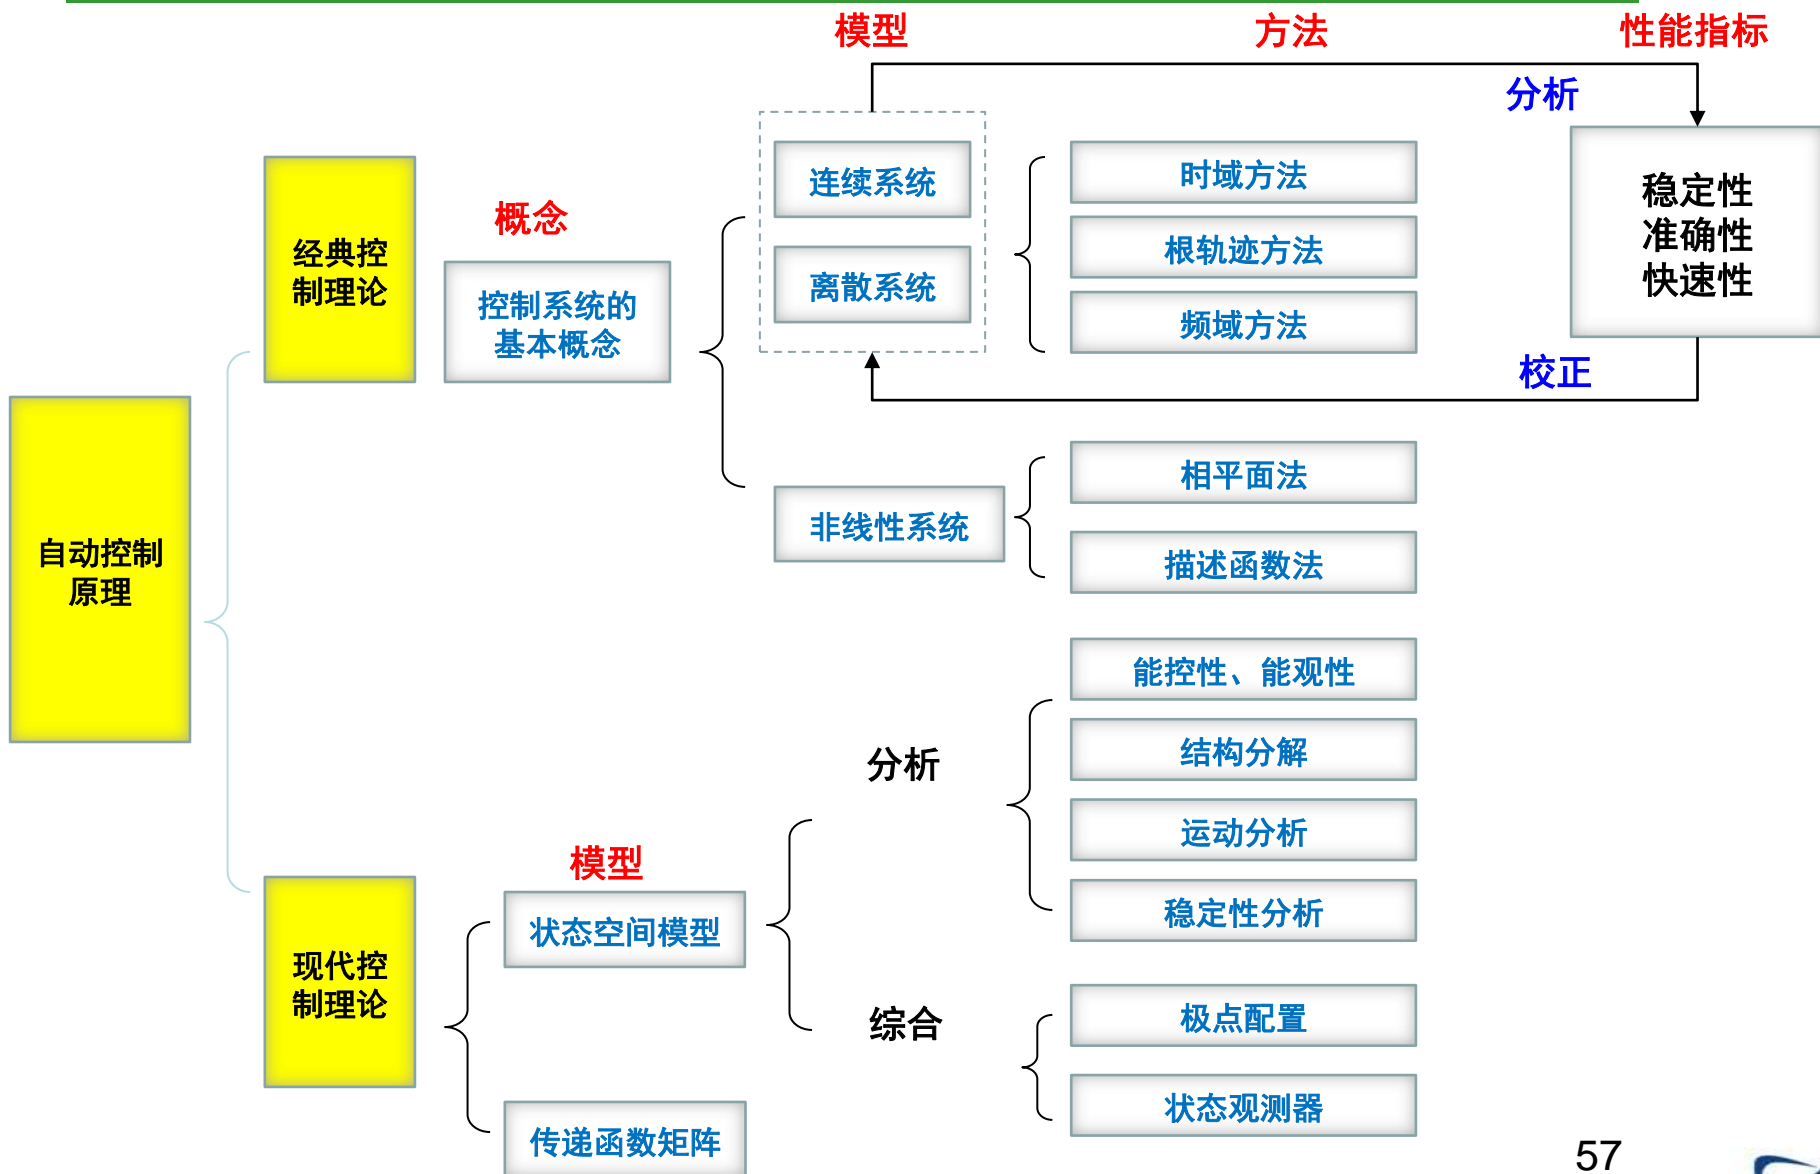 模型
方法
性能指标
分析
连续系统
离散系统
时域方法
根轨迹方法
频域方法
稳定性
准确性
快速性
校正
经典控
制理论
概念
控制系统的
基本概念
非线性系统
相平面法
描述函数法
自动控制
原理
能控性、能观性
结构分解
运动分析
稳定性分析
分析
模型
状态空间模型
现代控
制理论
综合
极点配置
状态观测器
传递函数矩阵
57